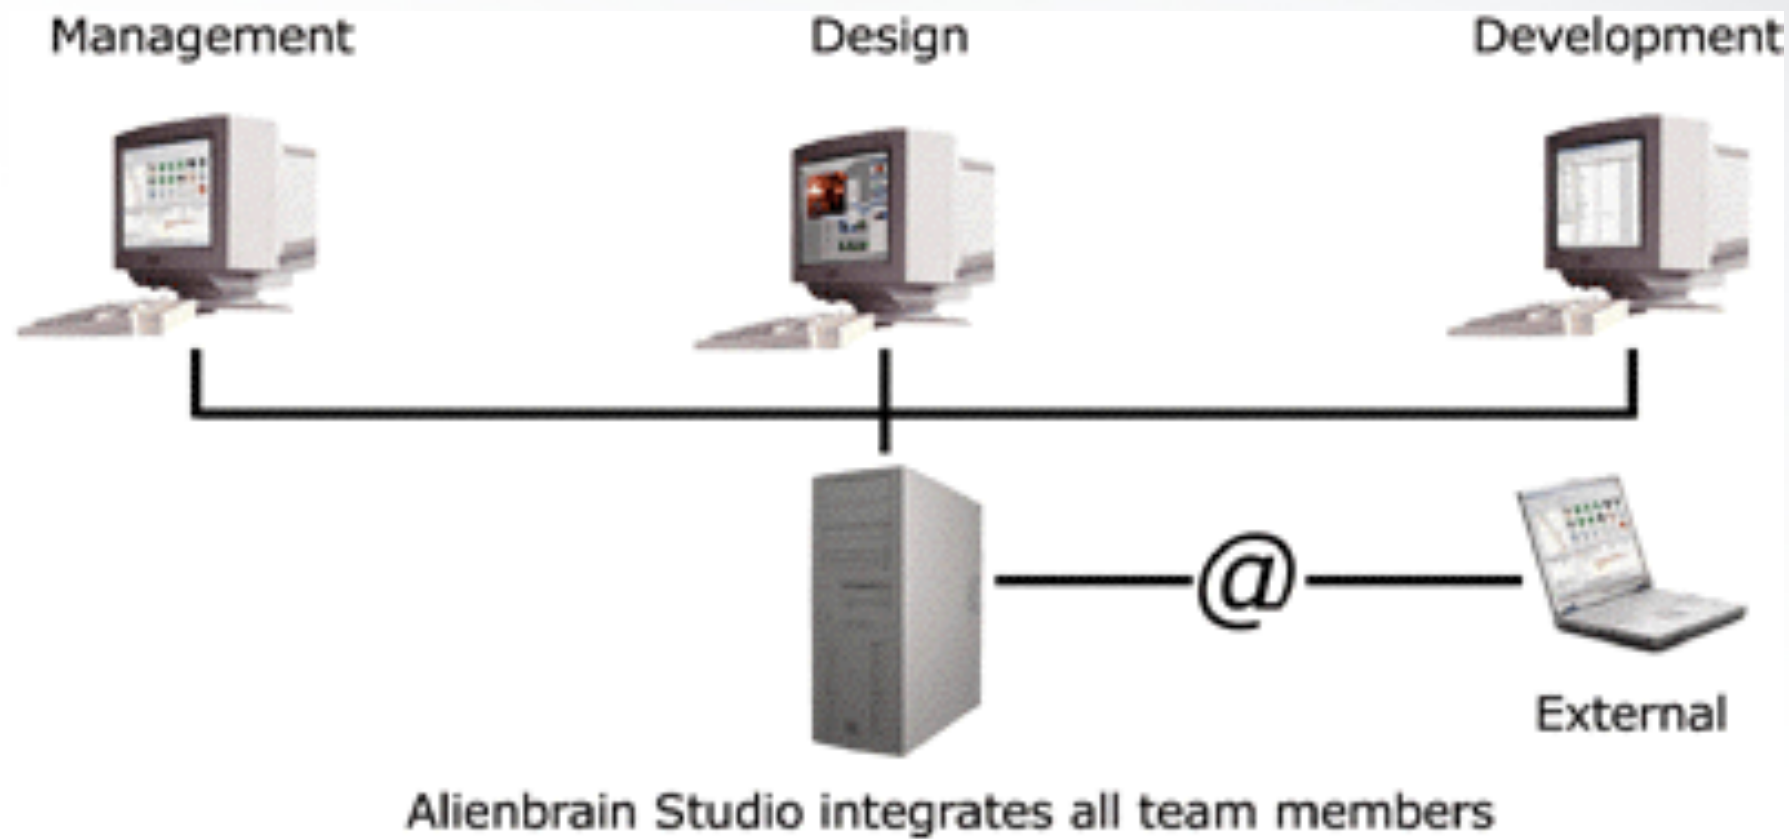 Management
Design
Development
@
External
Alienbrain Studio integrates all team members